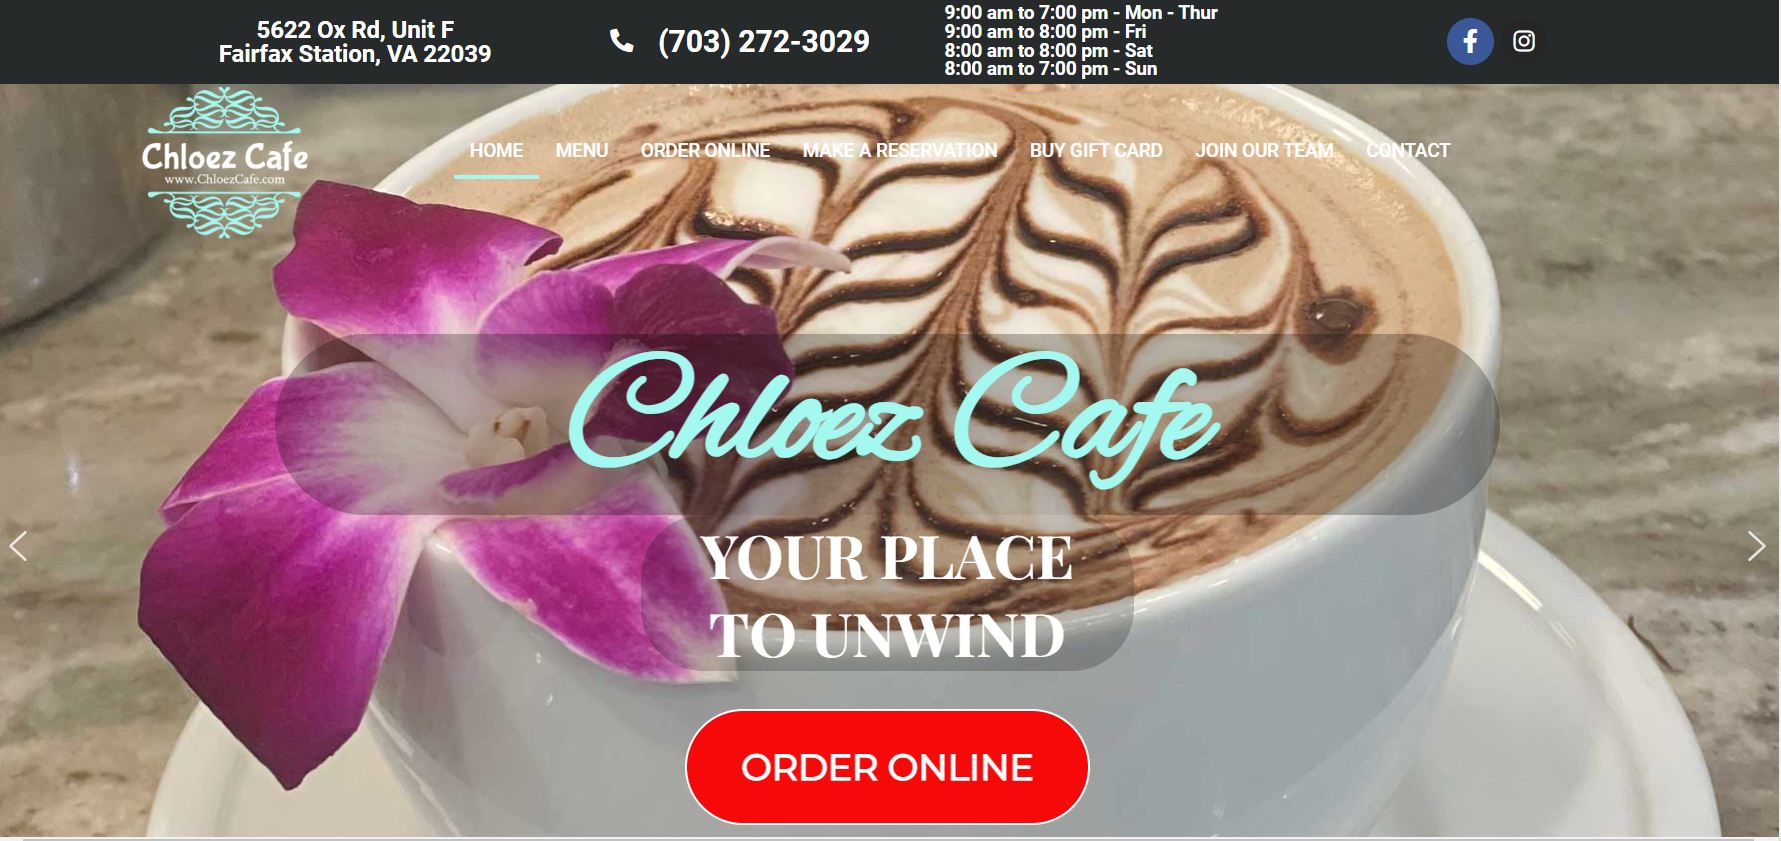 5622 Ox Rd, Unit F
Fairfax Station, VA 22039
(703) 272-3029
9:00 am to 7:00 pm - Mon - Thur
9:00 am to 8:00 pm - Fri
8:00 am to 8:00 pm - Sat
8:00 am to 7:00 pm - Sun
Chloez Cafe
www.ChloezCafe.com
HOME MENU ORDER ONLINE MAKE A RESERVATION BUY GIFT CARD JOIN OUR TEAM CONTACT
Chloez Cafe
YOUR PLACE
TO UNWIND
ORDER ONLINE